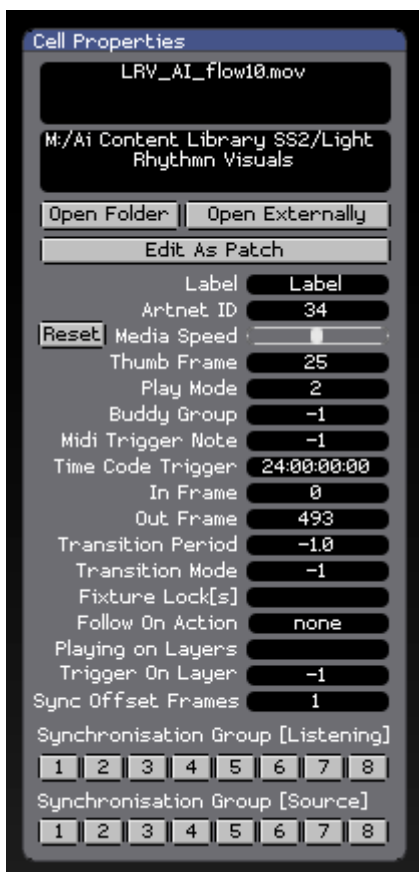 Cell Properties
LRV_AI_flow10.mov
M:/Ai Content Library SS2/Light
Rhythmn Visuals
Open Folder Open Externally
Edit As Patch
Label Label
Artnet ID 34
Reset Media Speed
Thumb Frame 25
Play Mode 2
Buddy Group -1
Midi Trigger Note -1
Time Code Trigger 24:00:00:00
In Frame 0
Out Frame 493
Transition Period -1.0
Transition Mode -1
Fixture Lock[s]
Follow On Action none
Playing on Layers
Trigger On Layer -1
Sync Offset Frames 1
Synchronisation Group [Listening]
1 2 3 4 5 6 7 8
Synchronisation Group [Source]
1 2 3 4 5 6 7 8